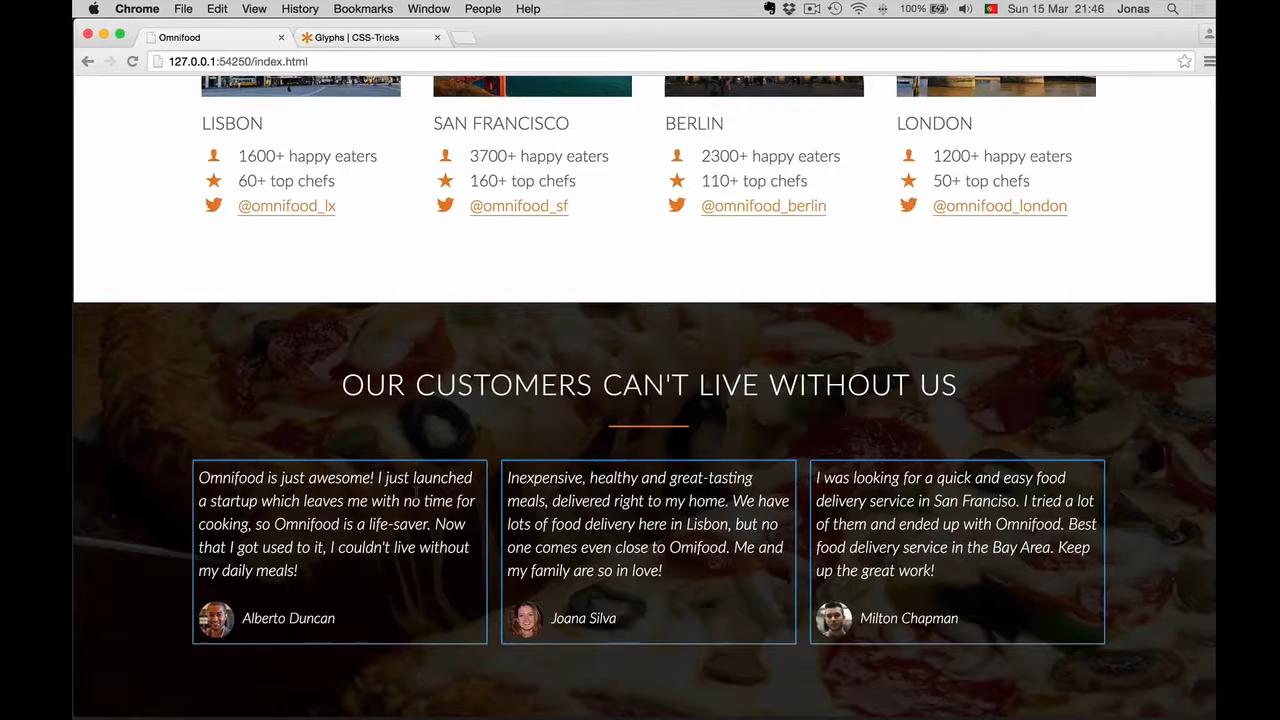 Chrome File Edit View History Bookmarks Window People Help 100% Sun 15 Mar 21:46 Jonas
Omnifood Glyphs | CSS-Tricks
127.0.0.1:54250/index.html
LISBON SAN FRANCISCO BERLIN LONDON
1600+ happy eaters 3700+ happy eaters 2300+ happy eaters 1200+ happy eaters
60+ top chefs 160+ top chefs 110+ top chefs 50+ top chefs
@omnifood_lx @omnifood_sf @omnifood_berlin @omnifood_london
OUR CUSTOMERS CAN'T LIVE WITHOUT US
Omnifood is just awesome! I just launched
a startup which leaves me with no time for
cooking, so Omnifood is a life-saver. Now
that I got used to it, I couldn't live without
my daily meals!
Alberto Duncan
Inexpensive, healthy and great-tasting
meals, delivered right to my home. We have
lots of food delivery here in Lisbon, but no
one comes even close to Omifood. Me and
my family are so in love!
Joana Silva
I was looking for a quick and easy food
delivery service in San Franciso. I tried a lot
of them and ended up with Omnifood. Best
food delivery service in the Bay Area. Keep
up the great work!
Milton Chapman